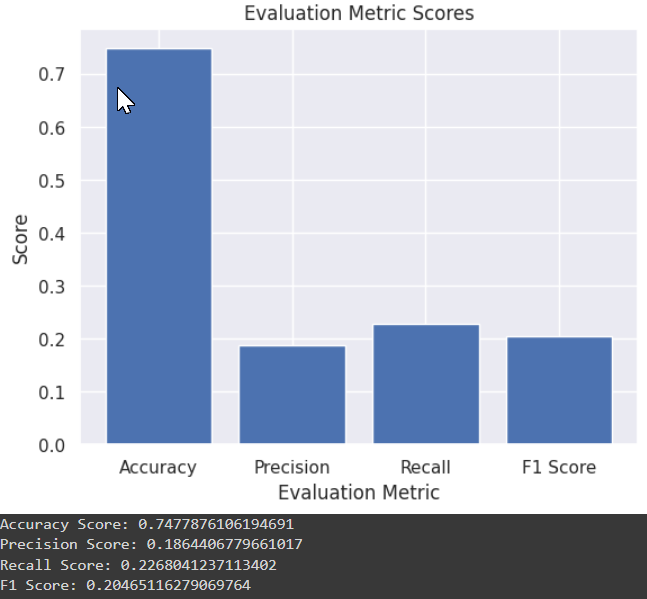 Evaluation Metric Scores
Score
0.7
0.6
0.5
0.4
0.3
0.2
0.1
0.0
Accuracy Precision Recall F1 Score
Evaluation Metric
Accuracy Score: 0.7477876106194691
Precision Score: 0.1864406779661017
Recall Score: 0.2268041237113402
F1 Score: 0.20465116279069764